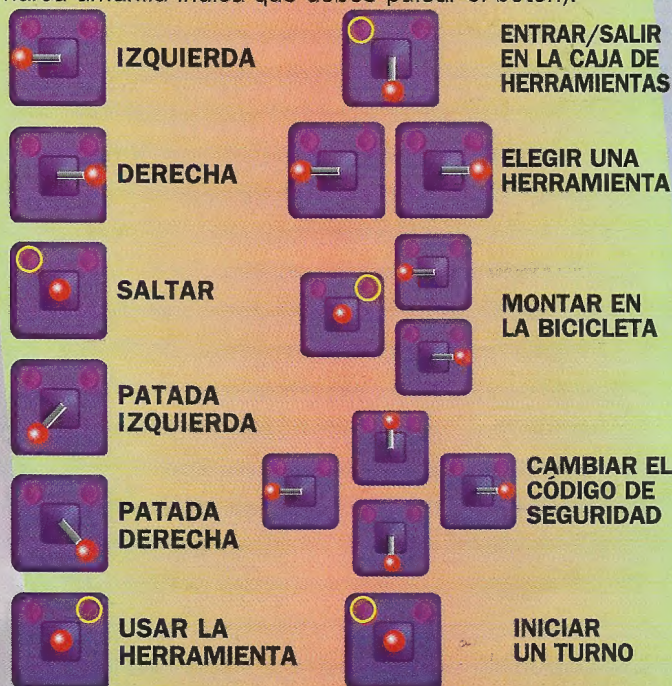 marca amarilla indica que debes pulsar el botón).
IZQUIERDA
DERECHA
SALTAR
PATADA
IZQUIERDA
PATADA
DERECHA
USAR LA
HERRAMIENTA
ENTRAR/SALIR
EN LA CAJA DE
HERRAMIENTAS
ELEGIR UNA
HERRAMIENTA
MONTAR EN
LA BICICLETA
CAMBIAR EL
CÓDIGO DE
SEGURIDAD
INICIAR
UN TURNO